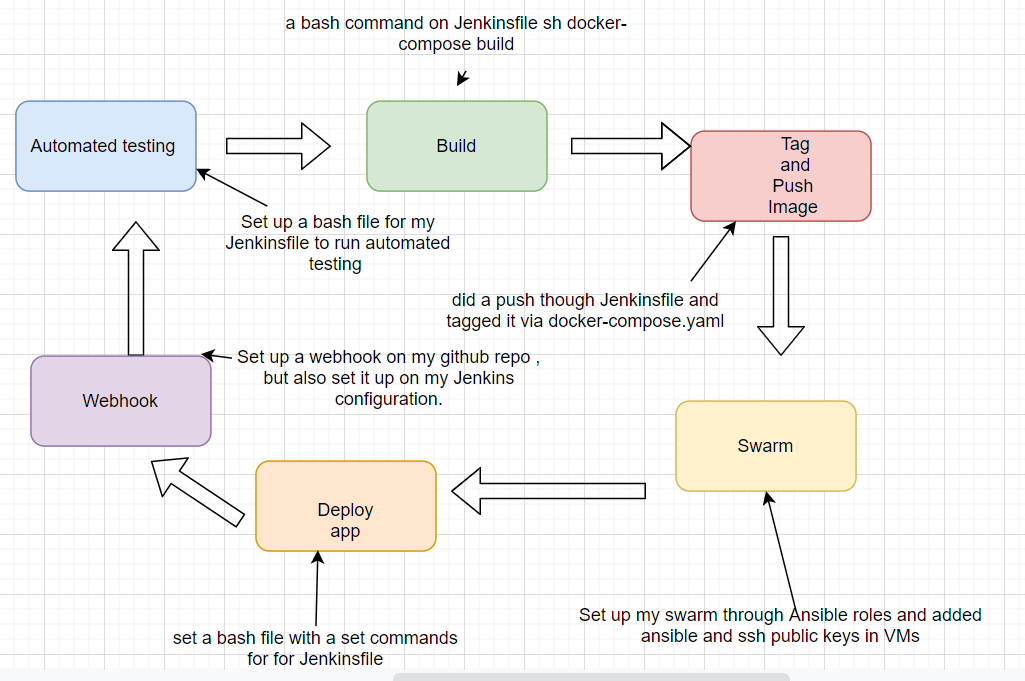 a bash command on Jenkinsfile sh docker-
compose build
Automated testing
Build
Tag
and
Push
Image
Set up a bash file for my
Jenkinsfile to run automated
testing
did a push though Jenkinsfile and
tagged it via docker-compose.yaml
Set up a webhook on my github repo ,
but also set it up on my Jenkins
configuration.
Webhook
Swarm
Deploy
app
Set up my swarm through Ansible roles and added
ansible and ssh public keys in VMs
set a bash file with a set commands
for for Jenkinsfile